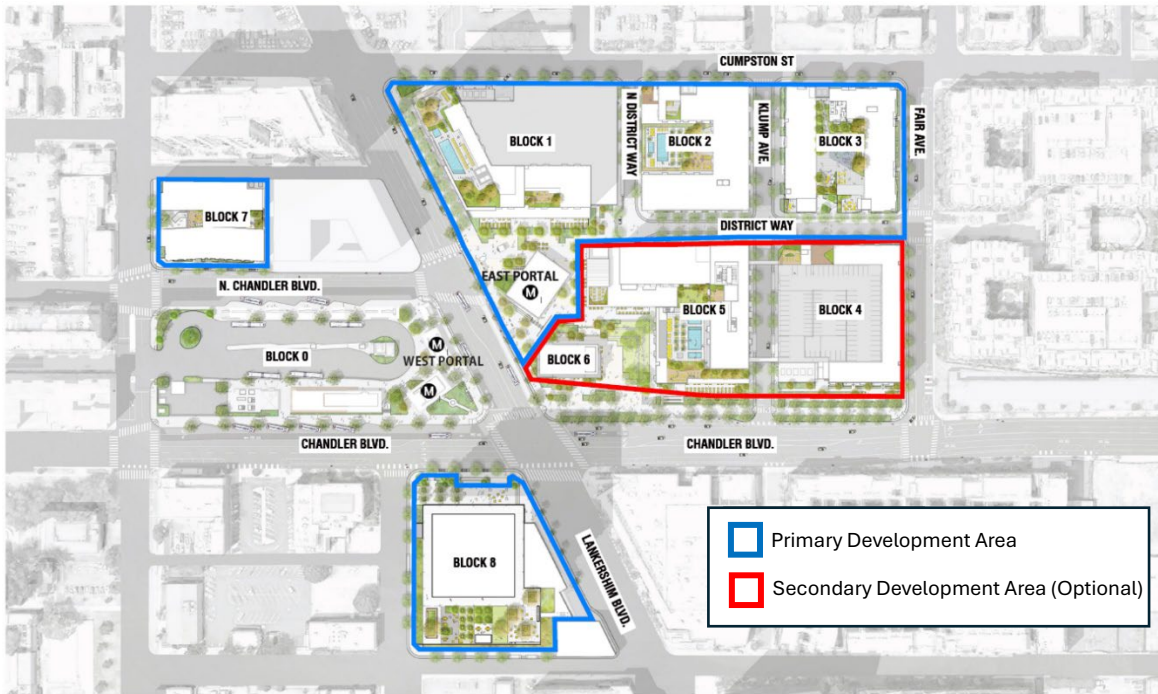 CUMPSTON ST
N DISTRICT WAY
KLUMP AVE.
FAIR AVE.
BLOCK 1
BLOCK 2
BLOCK 3
BLOCK 7
DISTRICT WAY
EAST PORTAL
M
N. CHANDLER BLVD.
BLOCK 5
BLOCK 4
M
WEST PORTAL
BLOCK 0
BLOCK 6
M
CHANDLER BLVD.
CHANDLER BLVD.
LANKERSHIM BLVD.
BLOCK 8
Primary Development Area
Secondary Development Area (Optional)